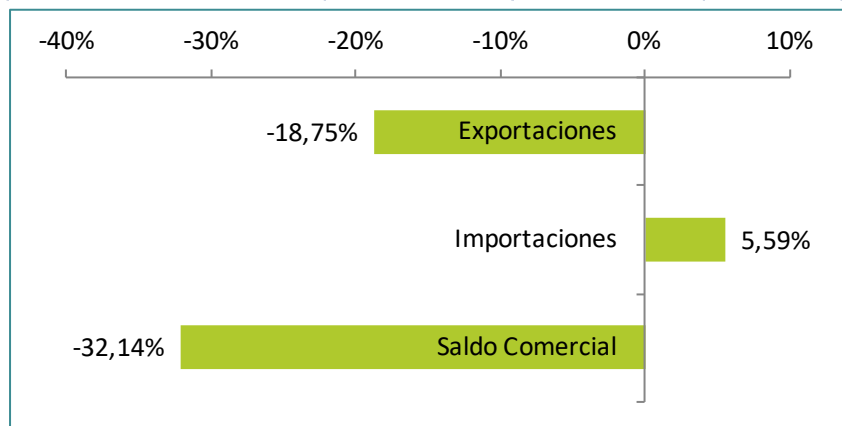 -40% -30% -20% -10% 0% 10%
-18,75% Exportaciones
Importaciones 5,59%
-32,14% Saldo Comercial